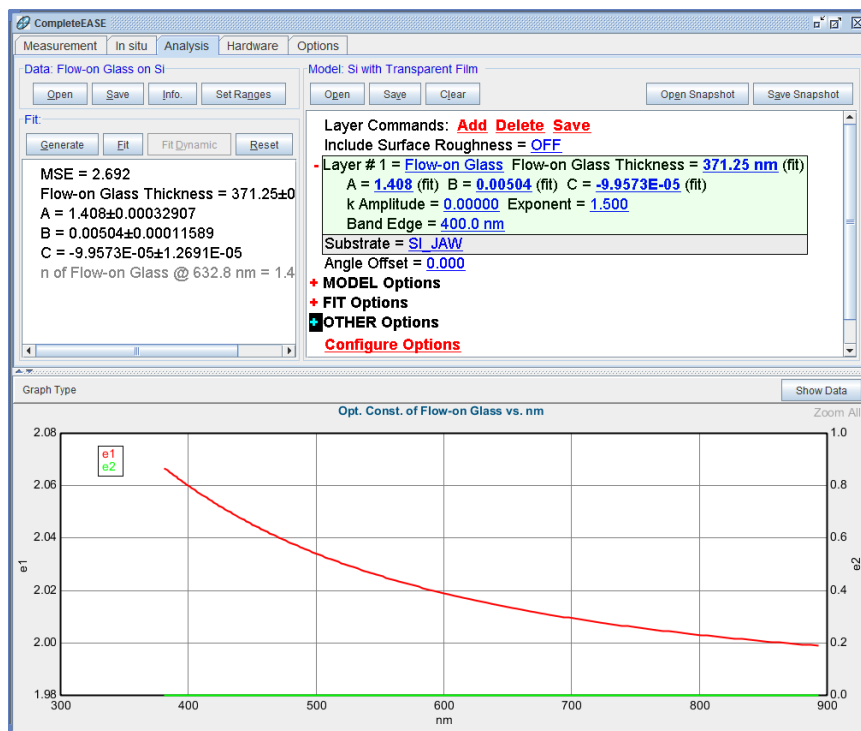 CompleteEASE
Measurement In situ Analysis Hardware Options
Data: Flow-on Glass on Si
Open Save Info. Set Ranges
Fit:
Generate Fit Fit Dynamic Reset
MSE = 2.692
Flow-on Glass Thickness = 371.25±0
A = 1.408±0.00032907
B = 0.00504±0.00011589
C = -9.9573E-05±1.2691E-05
n of Flow-on Glass @ 632.8 nm = 1.4
Model: Si with Transparent Film
Open Save Clear Open Snapshot Save Snapshot
Layer Commands: Add Delete Save
Include Surface Roughness = OFF
- Layer # 1 = Flow-on Glass Flow-on Glass Thickness = 371.25 nm (fit)
A = 1.408 (fit) B = 0.00504 (fit) C = -9.9573E-05 (fit)
k Amplitude = 0.00000 Exponent = 1.500
Band Edge = 400.0 nm
Substrate = SI_JAW
Angle Offset = 0.000
+ MODEL Options
+ FIT Options
+ OTHER Options
Configure Options
Graph Type Show Data
Opt. Const. of Flow-on Glass vs. nm
Zoom All
e1
e2
2.08
2.06
2.04
2.02
2.00
1.98
e1
1.0
0.8
0.6
0.4
0.2
0.0
e2
300 400 500 600 700 800 900
nm